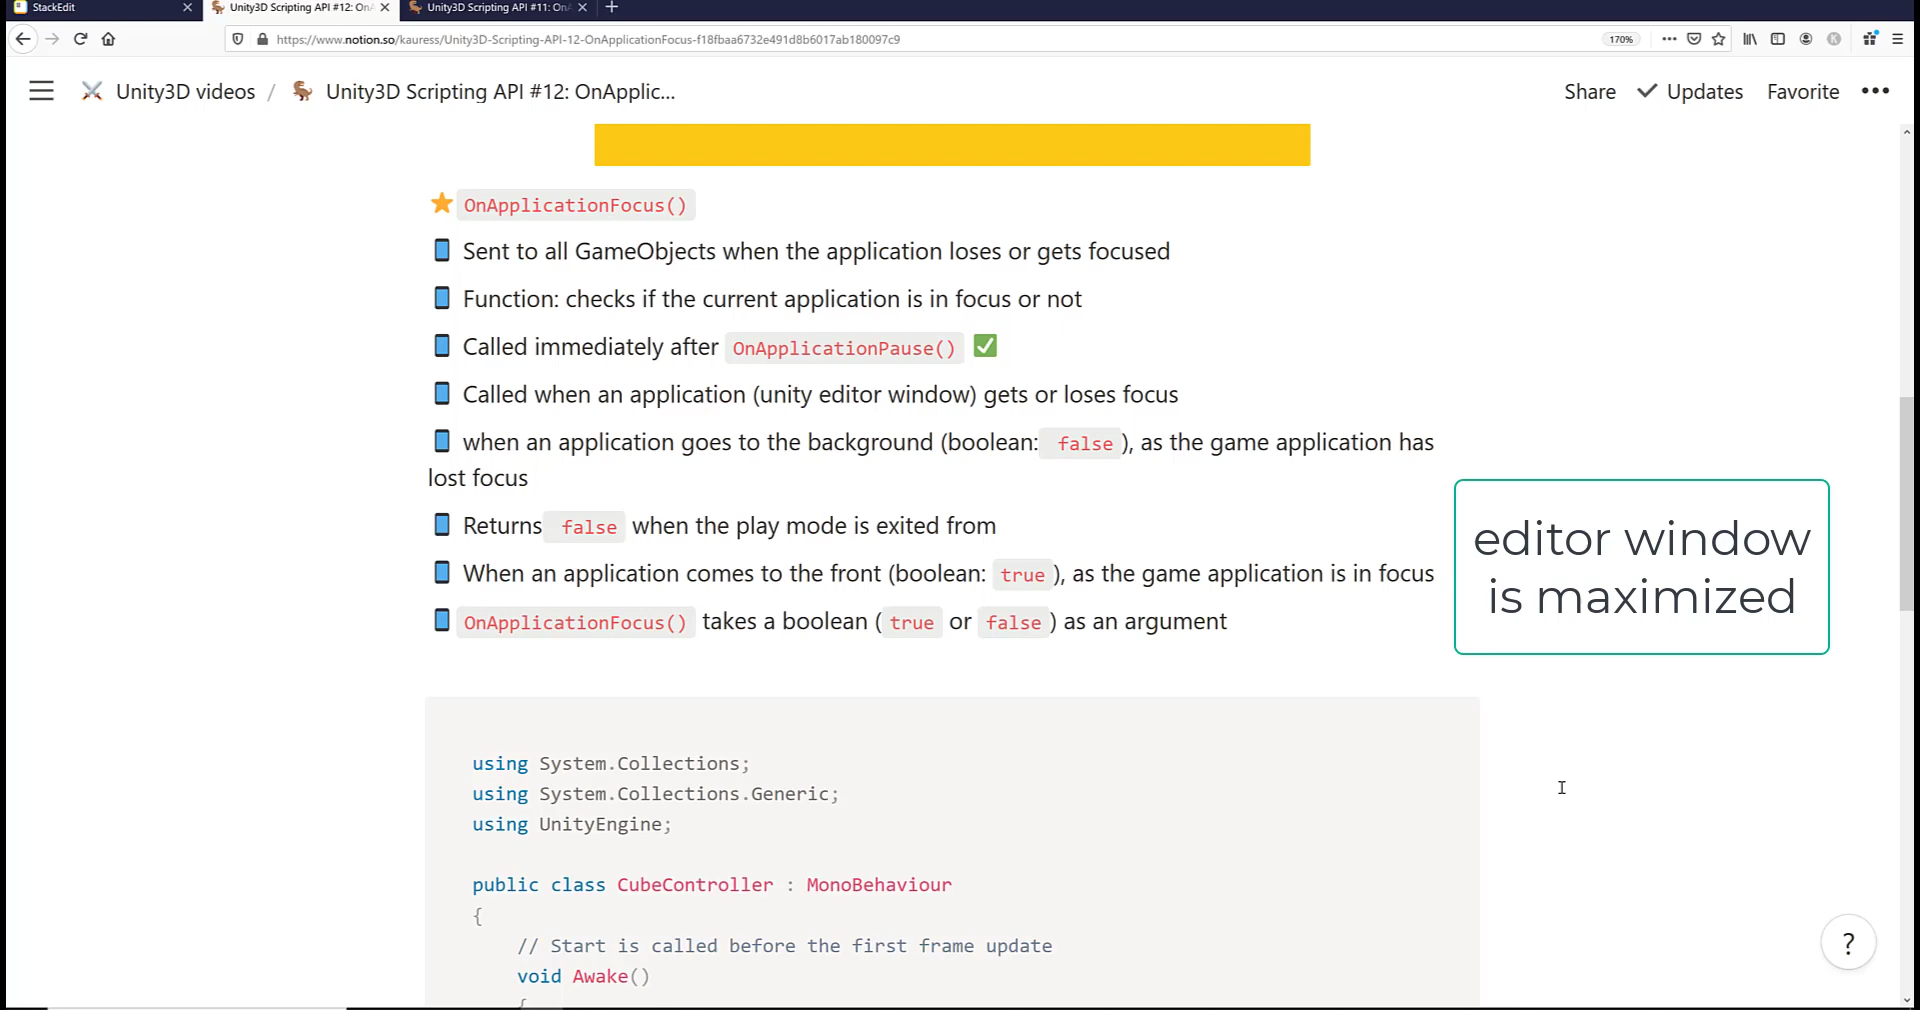 StackEdit
Unity3D Scripting API #12: OnA
Unity3D Scripting API #11: OnA
https://www.notion.so/kauress/Unity3D-Scripting-API-12-OnApplicationFocus-f18fbaa6732e491d8b6017ab180097c9
170%
Unity3D videos / Unity3D Scripting API #12: OnApplic...
Share Updates Favorite
OnApplicationFocus()
Sent to all GameObjects when the application loses or gets focused
Function: checks if the current application is in focus or not
Called immediately after OnApplicationPause()
Called when an application (unity editor window) gets or loses focus
when an application goes to the background (boolean: false), as the game application has
lost focus
Returns false when the play mode is exited from
When an application comes to the front (boolean: true), as the game application is in focus
OnApplicationFocus() takes a boolean (true or false) as an argument
editor window
is maximized
using System.Collections;
using System.Collections.Generic;
using UnityEngine;
public class CubeController : MonoBehaviour
{
// Start is called before the first frame update
void Awake()
{
?